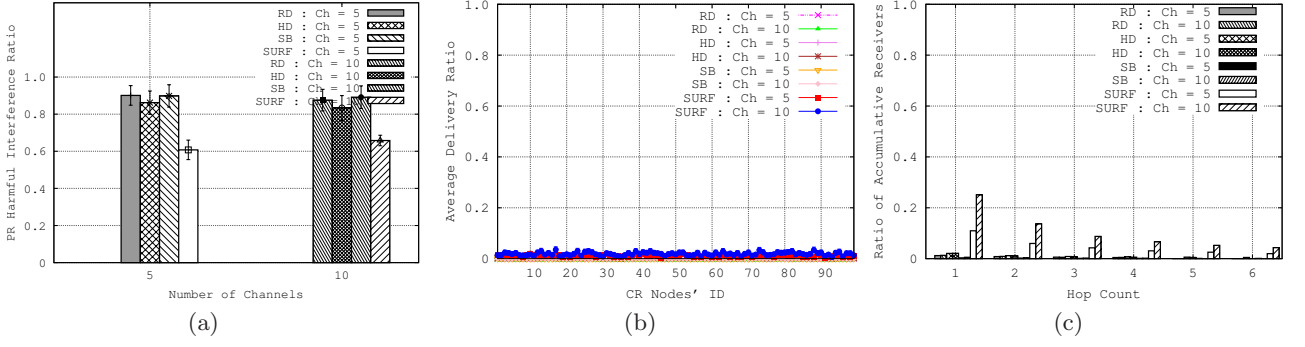 PR Harmful Interference Ratio
RD : Ch = 5
HD : Ch = 5
SB : Ch = 5
SURF : Ch = 5
RD : Ch = 10
HD : Ch = 10
SB : Ch = 10
SURF : Ch = 10
1.0
0.8
0.6
0.4
0.2
0
5
10
Number of Channels
(a)
Average Delivery Ratio
RD : Ch = 5
RD : Ch = 10
HD : Ch = 5
HD : Ch = 10
SB : Ch = 5
SB : Ch = 10
SURF : Ch = 5
SURF : Ch = 10
1
0.8
0.6
0.4
0.2
0
10 20 30 40 50 60 70 80 90
CR Nodes' ID
(b)
Ratio of Accumulative Receivers
RD : Ch = 5
RD : Ch = 10
HD : Ch = 5
HD : Ch = 10
SB : Ch = 5
SB : Ch = 10
SURF : Ch = 5
SURF : Ch = 10
1
0.8
0.6
0.4
0.2
0
1 2 3 4 5 6
Hop Count
(c)